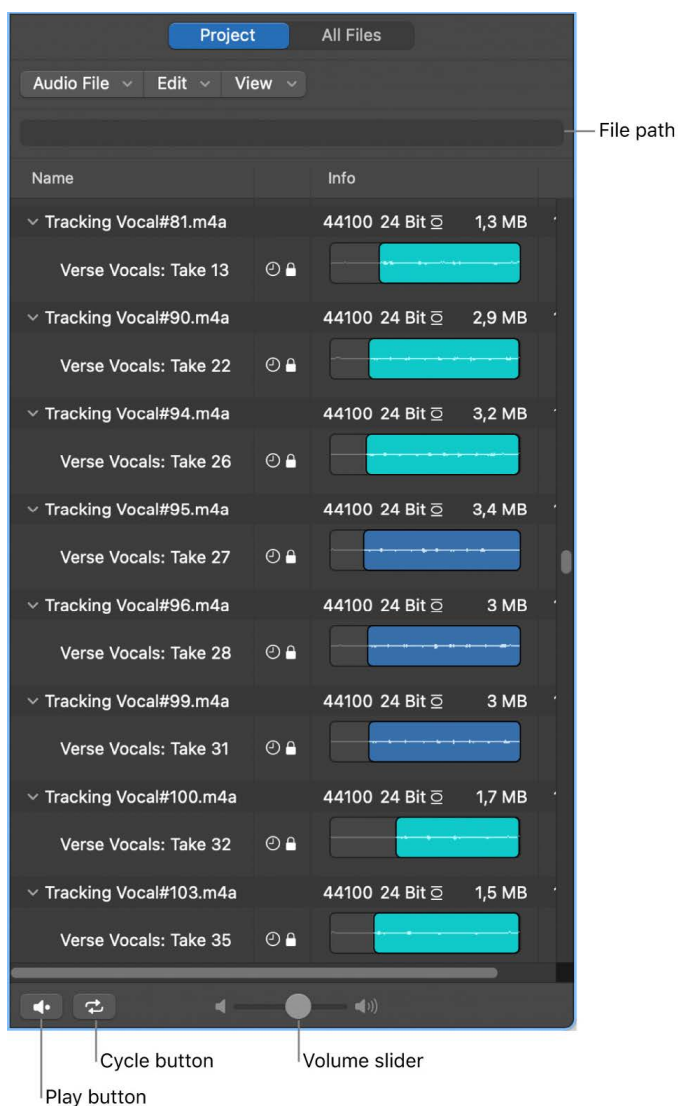 Project All Files
Audio File Edit View
File path
Name Info
Tracking Vocal#81.m4a 44100 24 Bit 1,3 MB
Verse Vocals: Take 13
Tracking Vocal#90.m4a 44100 24 Bit 2,9 MB
Verse Vocals: Take 22
Tracking Vocal#94.m4a 44100 24 Bit 3,2 MB
Verse Vocals: Take 26
Tracking Vocal#95.m4a 44100 24 Bit 3,4 MB
Verse Vocals: Take 27
Tracking Vocal#96.m4a 44100 24 Bit 3 MB
Verse Vocals: Take 28
Tracking Vocal#99.m4a 44100 24 Bit 3 MB
Verse Vocals: Take 31
Tracking Vocal#100.m4a 44100 24 Bit 1,7 MB
Verse Vocals: Take 32
Tracking Vocal#103.m4a 44100 24 Bit 1,5 MB
Verse Vocals: Take 35
Cycle button Volume slider
Play button